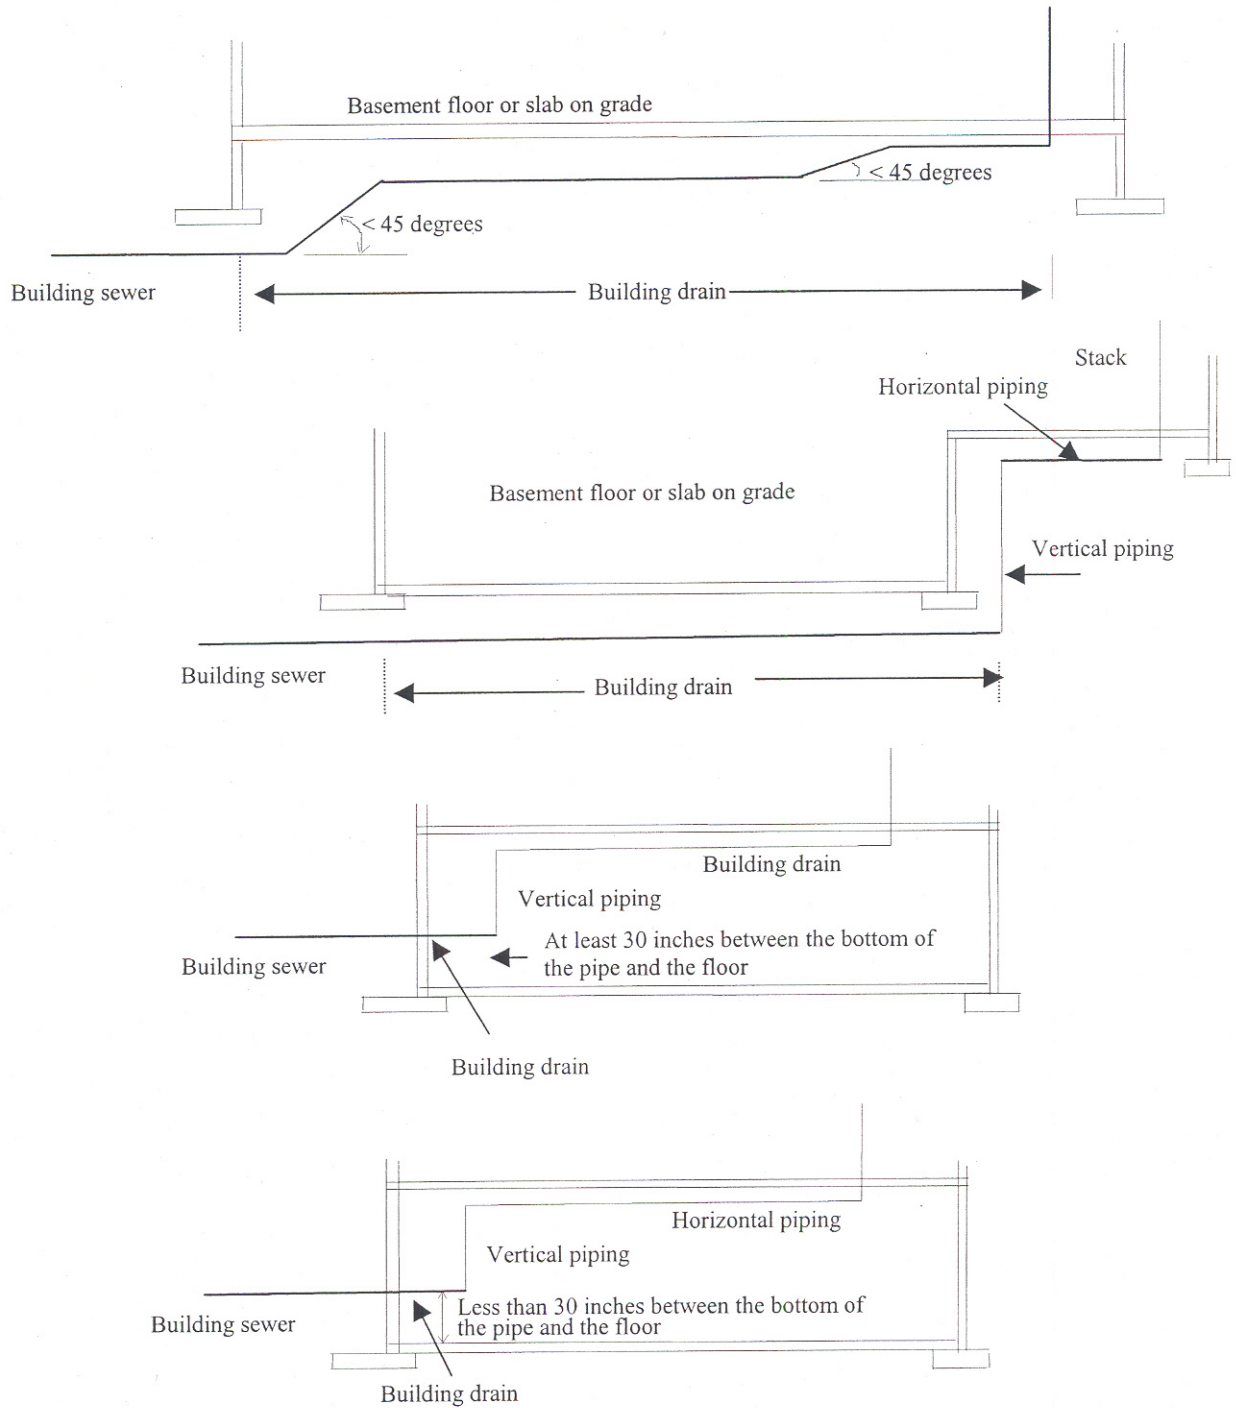 Basement floor or slab on grade
< 45 degrees
< 45 degrees
Building sewer
Building drain
Stack
Horizontal piping
Basement floor or slab on grade
Vertical piping
Building sewer
Building drain
Building drain
Vertical piping
At least 30 inches between the bottom of
the pipe and the floor
Building sewer
Building drain
Horizontal piping
Vertical piping
Less than 30 inches between the bottom of
the pipe and the floor
Building sewer
Building drain